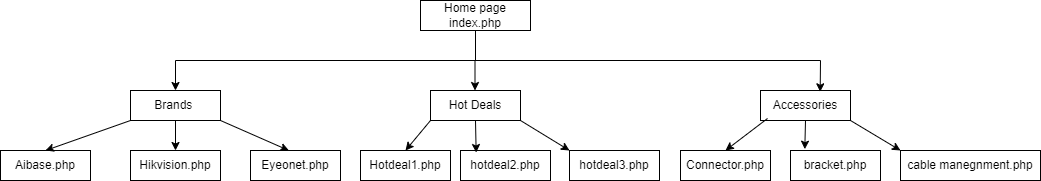 Home page
index.php
Brands
Hot Deals
Accessories
Aibase.php
Hikvision.php
Eyeonet.php
Hotdeal1.php
hotdeal2.php
hotdeal3.php
Connector.php
bracket.php
cable manegnment.php